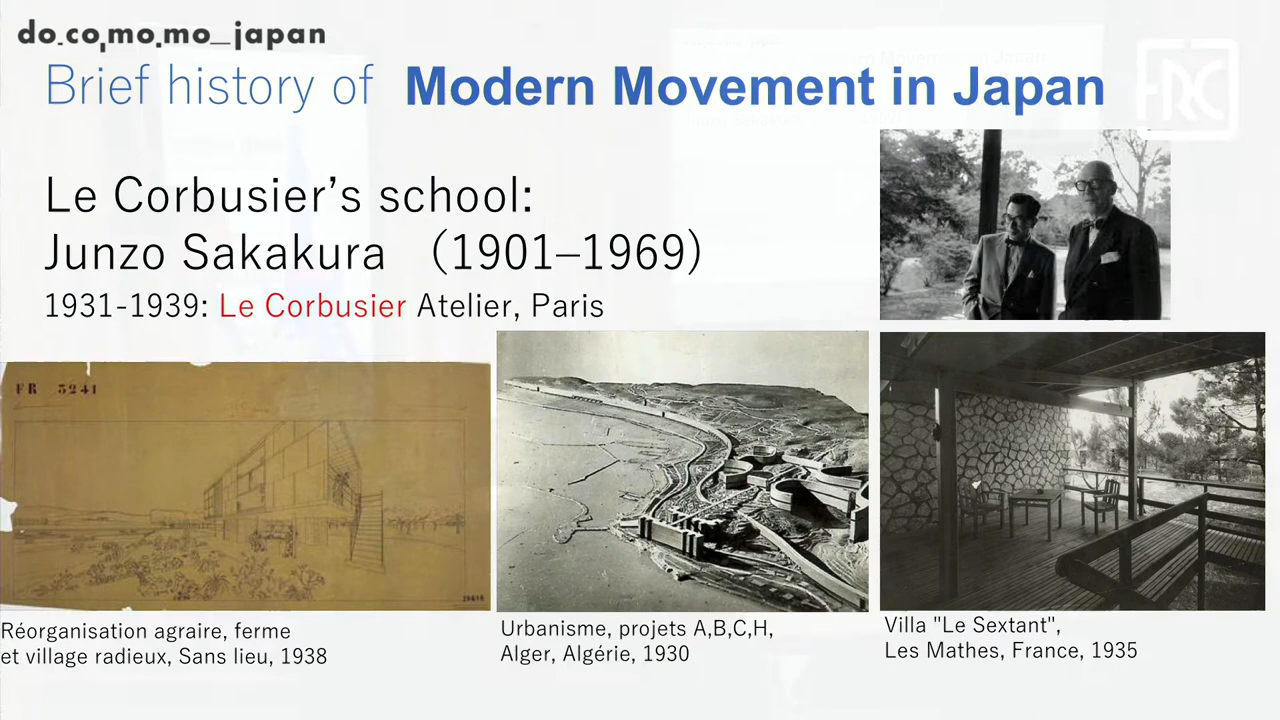 do.co,mo.mo_japan
Brief history of Modern Movement in Japan
FRC
Le Corbusier’s school:
Junzo Sakakura （1901–1969）
1931-1939: Le Corbusier Atelier, Paris
FR 3241
Réorganisation agraire, ferme
et village radieux, Sans lieu, 1938
Urbanisme, projets A,B,C,H,
Alger, Algérie, 1930
Villa "Le Sextant",
Les Mathes, France, 1935